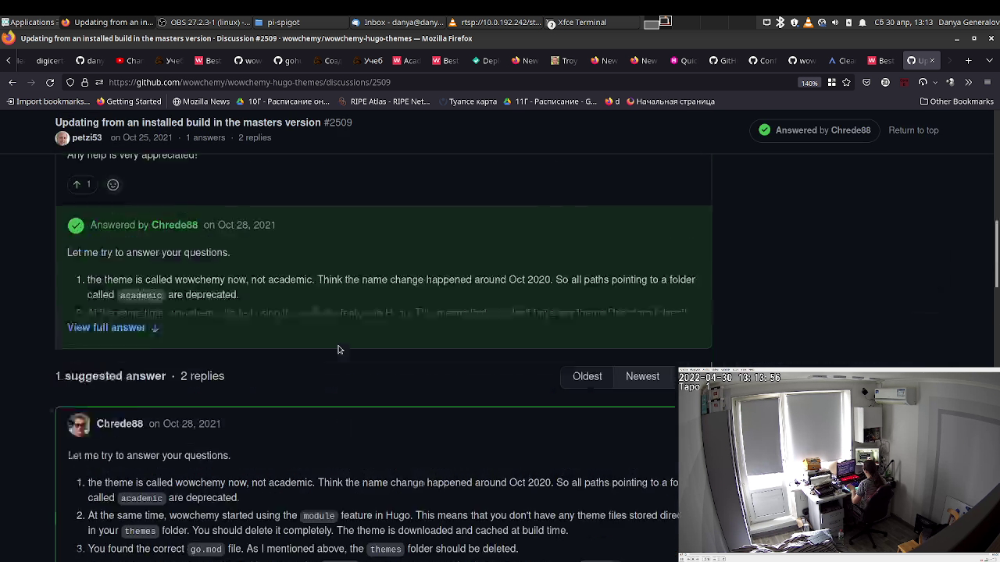 Applications
Updating from an installed...
OBS 27.2.3-1 (linux) - P...
pi-spigot
Inbox - danya@dany...
rtsp://10.0.192.242/st...
2 Xfce Terminal
Сб 30 апр, 13:13 Danya Generalov
Updating from an installed build in the masters version · Discussion #2509 · wowchemy/wowchemy-hugo-themes — Mozilla Firefox
digicert
dany
Char
Учеб
Best
wow
gohu
Созд
Учеб
Acad
Best
Depl
New
Troy
New
New
Quic
GitH
Cont
wow
Clea
Best
Up
https://github.com/wowchemy/wowchemy-hugo-themes/discussions/2509
140%
Import bookmarks...
Getting Started
Mozilla News
10Г - Расписание он...
RIPE Atlas - RIPE Net...
Туапсе карта
11Г - Расписание - G...
d
Начальная страница
Other Bookmarks
Updating from an installed build in the masters version #2509
petzi53 on Oct 25, 2021 · 1 answers · 2 replies
Answered by Chrede88
Return to top
Any help is very appreciated!
1
Answered by Chrede88 on Oct 28, 2021
Let me try to answer your questions.
1. the theme is called wowchemy now, not academic. Think the name change happened around Oct 2020. So all paths pointing to a folder
called academic are deprecated.
View full answer
1 suggested answer · 2 replies
Oldest
Newest
2022-04-30 13:13:56
Tapo 1
Chrede88 on Oct 28, 2021
Let me try to answer your questions.
1. the theme is called wowchemy now, not academic. Think the name change happened around Oct 2020. So all paths pointing to a fo
called academic are deprecated.
2. At the same time, wowchemy started using the module feature in Hugo. This means that you don't have any theme files stored direc
in your themes folder. You should delete it completely. The theme is downloaded and cached at build time.
3. You found the correct go.mod file. As I mentioned above, the themes folder should be deleted.